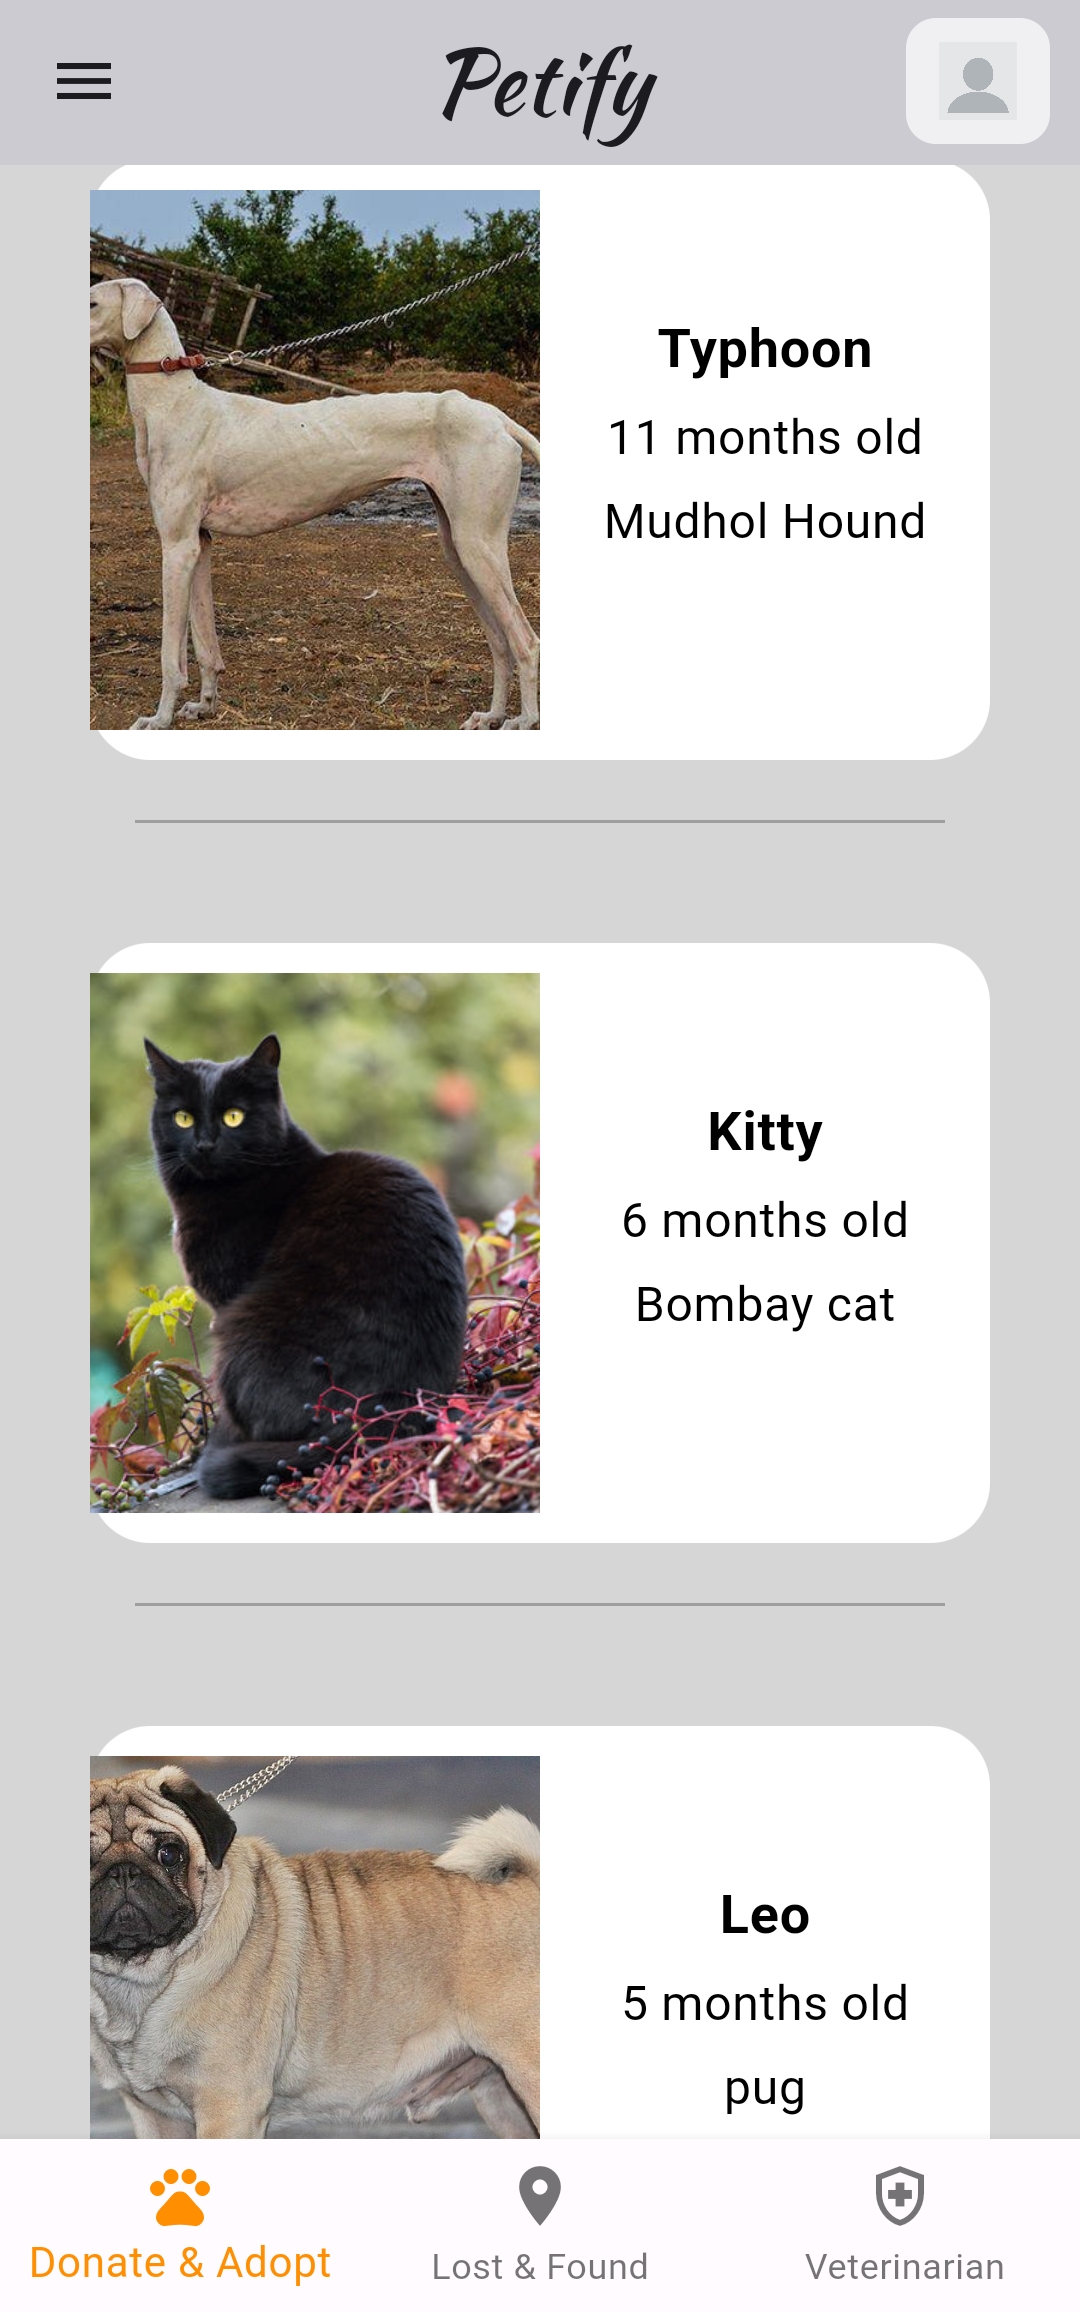 Petify
Typhoon
11 months old
Mudhol Hound
Kitty
6 months old
Bombay cat
Leo
5 months old
pug
Donate & Adopt
Lost & Found
Veterinarian